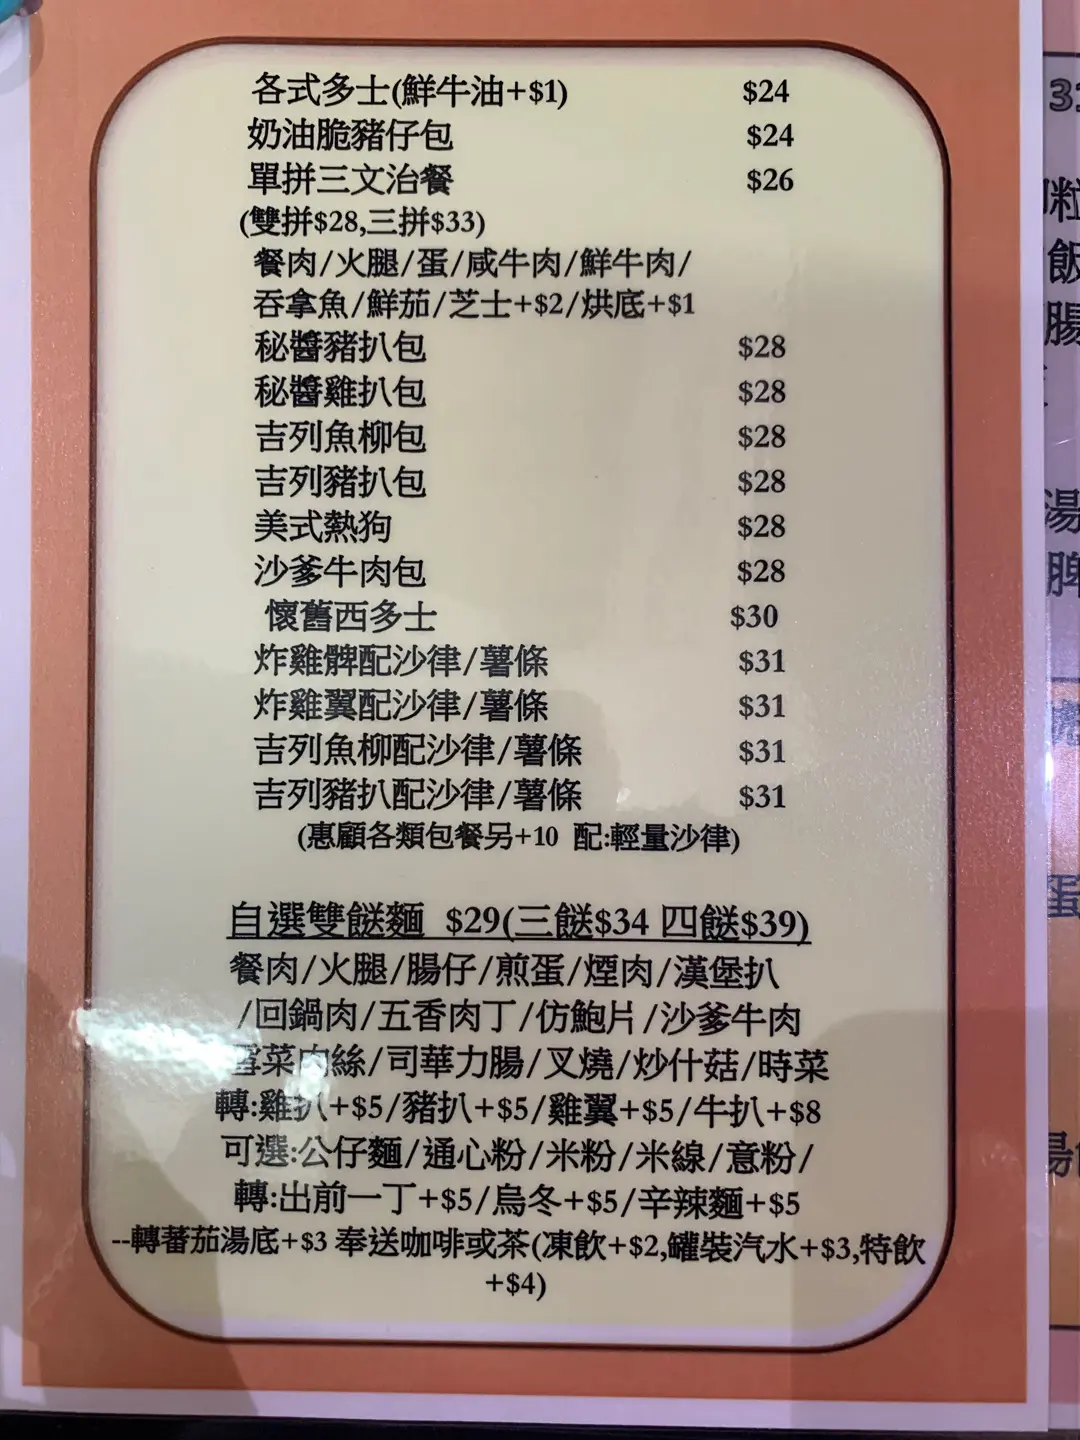 各式多士(鮮牛油+$1) $24
奶油脆豬仔包 $24
單拼三文治餐 $26
(雙拼$28,三拼$33)
餐肉/火腿/蛋/咸牛肉/鮮牛肉/
吞拿魚/鮮茄/芝士+$2/烘底+$1
秘醬豬扒包 $28
秘醬雞扒包 $28
吉列魚柳包 $28
吉列豬扒包 $28
美式熱狗 $28
沙爹牛肉包 $28
懷舊西多士 $30
炸雞髀配沙律/薯條 $31
炸雞翼配沙律/薯條 $31
吉列魚柳配沙律/薯條 $31
吉列豬扒配沙律/薯條 $31
(惠顧各類包餐另+10 配:輕量沙律)
自選雙餸麵 $29(三餸$34 四餸$39)
餐肉/火腿/腸仔/煎蛋/煙肉/漢堡扒
/回鍋肉/五香肉丁/仿鮑片/沙爹牛肉
雪菜肉絲/司華力腸/叉燒/炒什菇/時菜
轉:雞扒+$5/豬扒+$5/雞翼+$5/牛扒+$8
可選:公仔麵/通心粉/米粉/米線/意粉/
轉:出前一丁+$5/烏冬+$5/辛辣麵+$5
--轉蕃茄湯底+$3 奉送咖啡或茶(凍飲+$2,罐裝汽水+$3,特飲
+$4)
粒
飯
腸
湯
脾
蛋